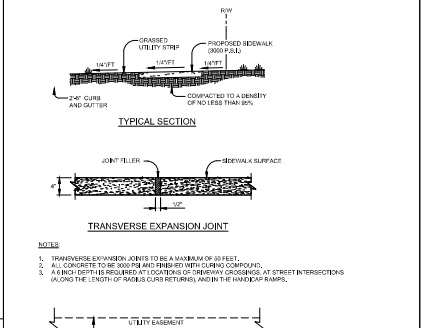 R/W
GRASSED
UTILITY STRIP
PROPOSED SIDEWALK
(3000 P.S.I.)
1/4"/FT
1/4"/FT
1/4"/FT
2'-6" CURB
AND GUTTER
COMPACTED TO A DENSITY
OF NO LESS THAN 95%
TYPICAL SECTION
JOINT FILLER
SIDEWALK SURFACE
4"
1/2"
TRANSVERSE EXPANSION JOINT
NOTES:
1. TRANSVERSE EXPANSION JOINTS TO BE A MAXIMUM OF 50 FEET.
2. ALL CONCRETE TO BE 3000 PSI AND FINISHED WITH CURING COMPOUND.
3. A 6 INCH DEPTH IS REQUIRED AT LOCATIONS OF DRIVEWAY CROSSINGS, AT STREET INTERSECTIONS
(ALONG THE LENGTH OF RADIUS CURB RETURNS), AND IN THE HANDICAP RAMPS.
UTILITY EASEMENT